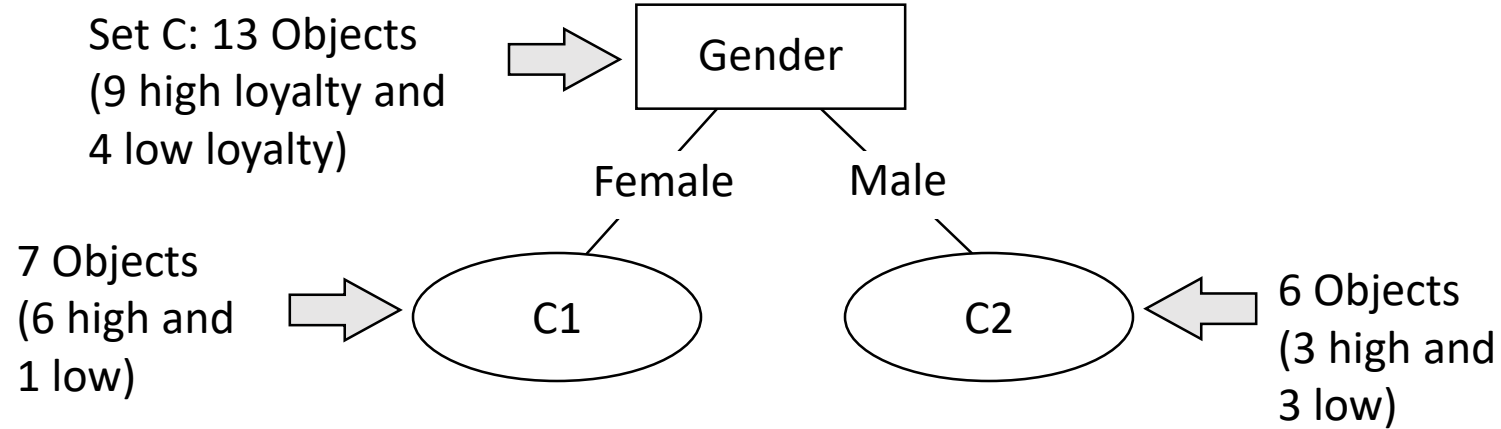 Set C: 13 Objects
(9 high loyalty and
4 low loyalty)
Gender
Female
Male
7 Objects
(6 high and
1 low)
C1
C2
6 Objects
(3 high and
3 low)